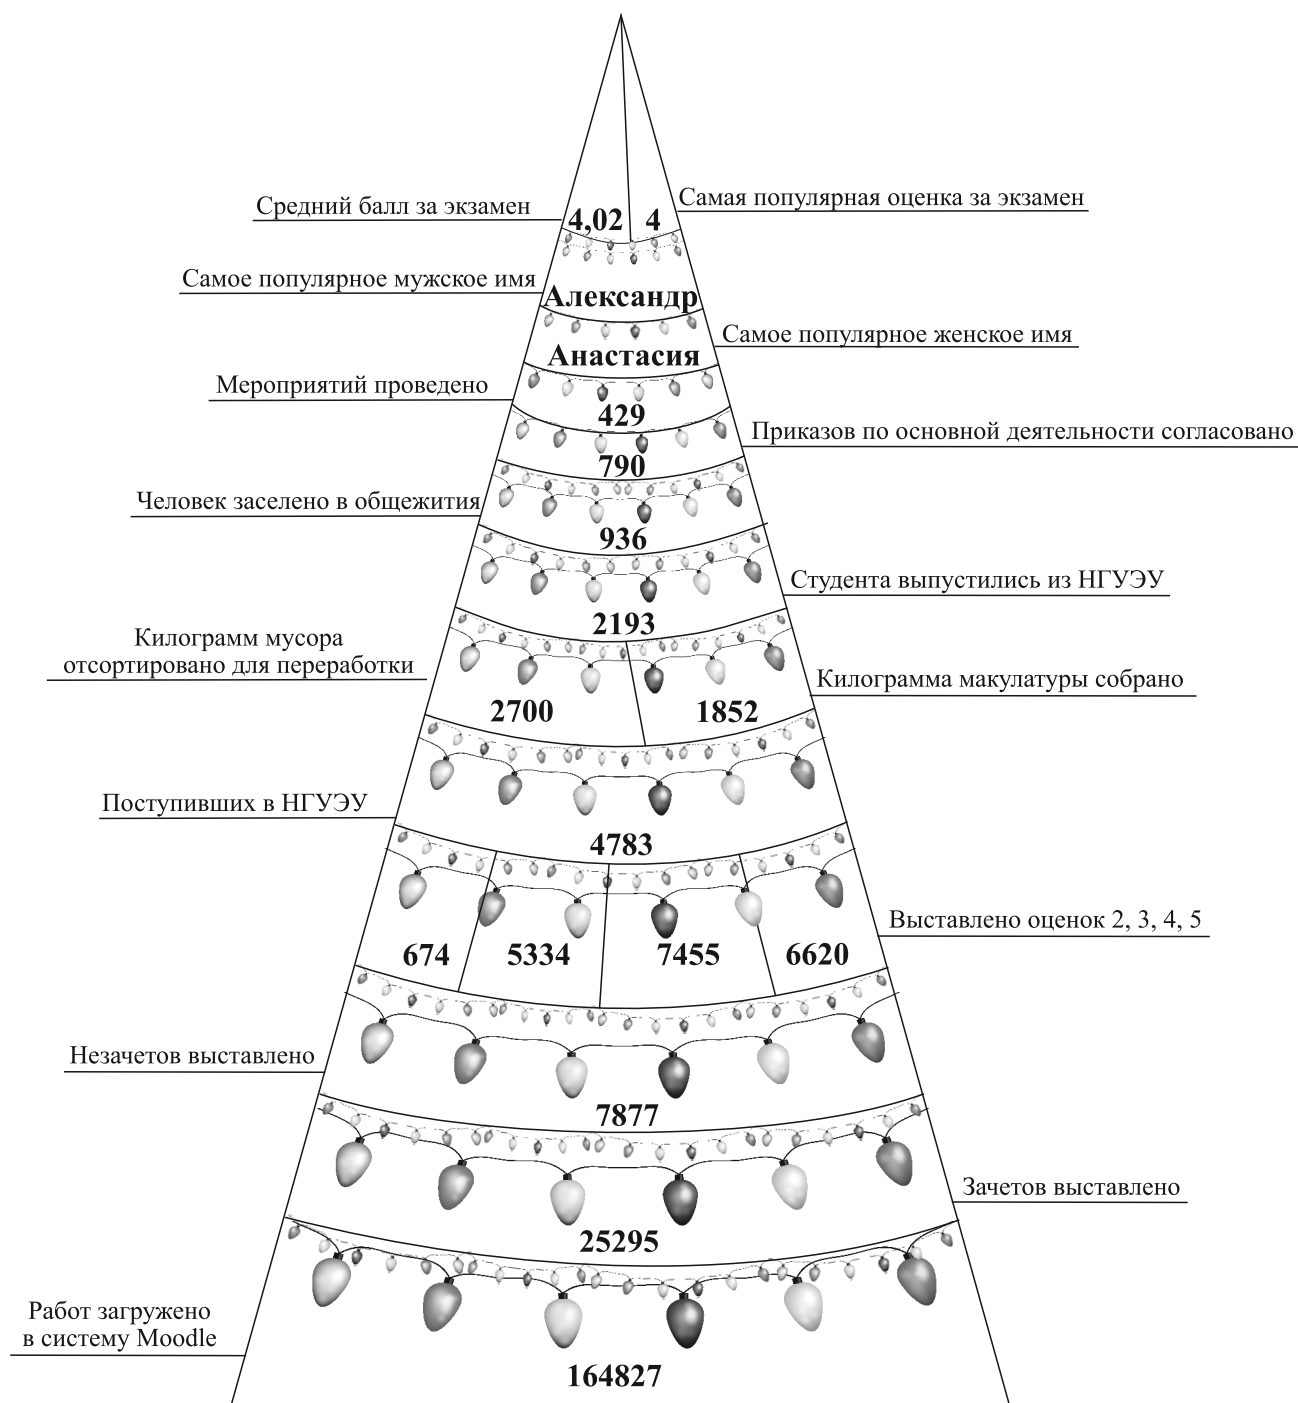 Самая популярная оценка за экзамен
Средний балл за экзамен
4,02
4
Самое популярное мужское имя
Александр
Самое популярное женское имя
Анастасия
Мероприятий проведено
429
Приказов по основной деятельности согласовано
790
Человек заселено в общежития
936
Студента выпустились из НГУЭУ
2193
Килограмм мусора
отсортировано для переработки
Килограмма макулатуры собрано
2700
1852
Поступивших в НГУЭУ
4783
Выставлено оценок 2, 3, 4, 5
674
5334
7455
6620
Незачетов выставлено
7877
Зачетов выставлено
25295
Работ загружено
в систему Moodle
164827